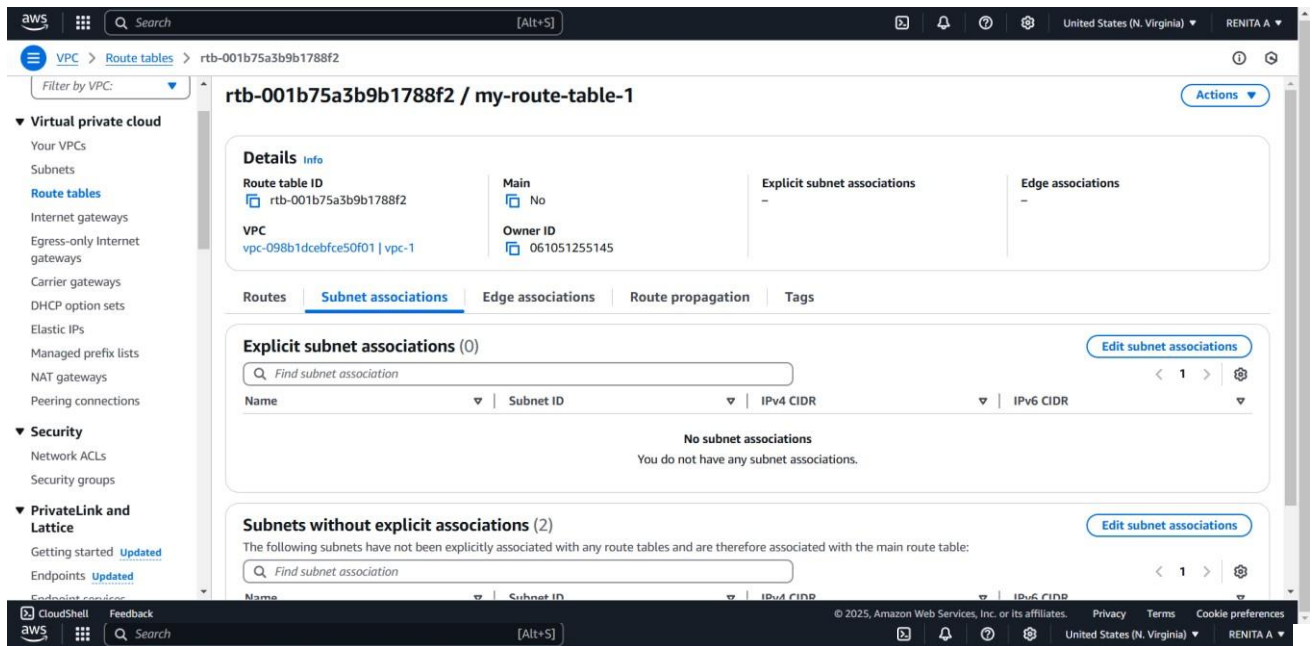 aws Search [Alt+S] United States (N. Virginia) RENITA A
VPC > Route tables > rtb-001b75a3b9b1788f2
Filter by VPC:
Virtual private cloud
Your VPCs
Subnets
Route tables
Internet gateways
Egress-only Internet
gateways
Carrier gateways
DHCP option sets
Elastic IPs
Managed prefix lists
NAT gateways
Peering connections
Security
Network ACLs
Security groups
PrivateLink and
Lattice
Getting started Updated
Endpoints Updated
Endpoint services
rtb-001b75a3b9b1788f2 / my-route-table-1 Actions
Details Info
Route table ID Main Explicit subnet associations Edge associations
rtb-001b75a3b9b1788f2 No – –
VPC Owner ID
vpc-098b1dcebfce50f01 | vpc-1 061051255145
Routes Subnet associations Edge associations Route propagation Tags
Explicit subnet associations (0) Edit subnet associations
Find subnet association < 1 >
Name Subnet ID IPv4 CIDR IPv6 CIDR
No subnet associations
You do not have any subnet associations.
Subnets without explicit associations (2) Edit subnet associations
The following subnets have not been explicitly associated with any route tables and are therefore associated with the main route table:
Find subnet association < 1 >
Name Subnet ID IPv4 CIDR IPv6 CIDR
CloudShell Feedback © 2025, Amazon Web Services, Inc. or its affiliates. Privacy Terms Cookie preferences
aws Search [Alt+S] United States (N. Virginia) RENITA A